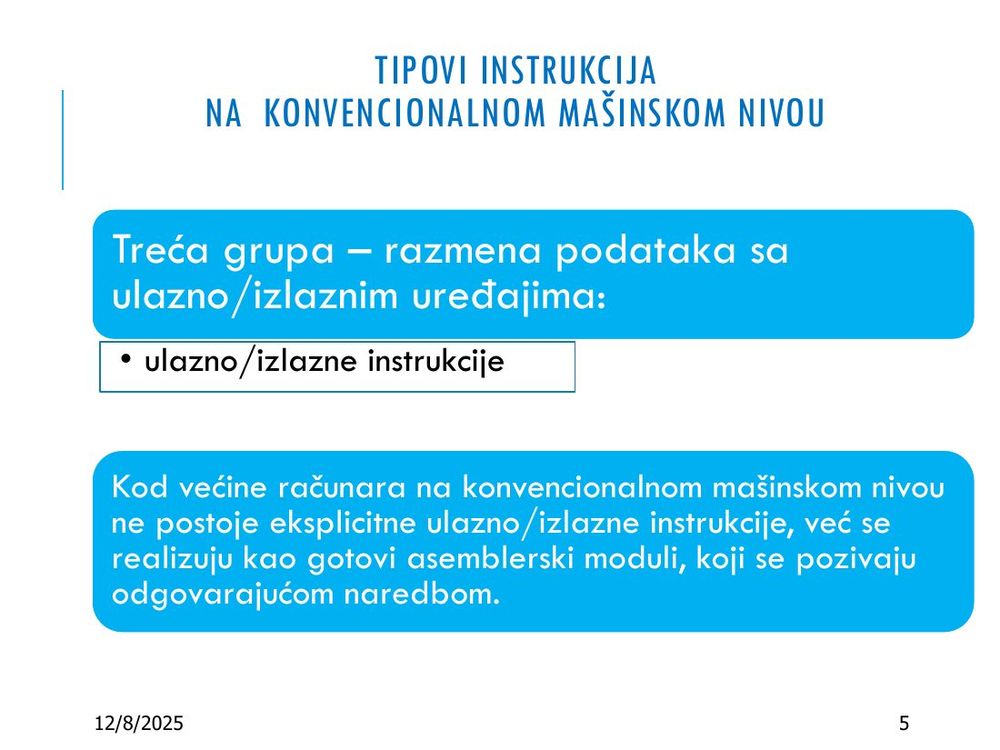 TIPOVI INSTRUKCIJA
NA KONVENCIONALNOM MAŠINSKOM NIVOU
Treća grupa – razmena podataka sa
ulazno/izlaznim uređajima:
• ulazno/izlazne instrukcije
Kod većine računara na konvencionalnom mašinskom nivou
ne postoje eksplicitne ulazno/izlazne instrukcije, već se
realizuju kao gotovi asemblerski moduli, koji se pozivaju
odgovarajućom naredbom.
12/8/2025
5